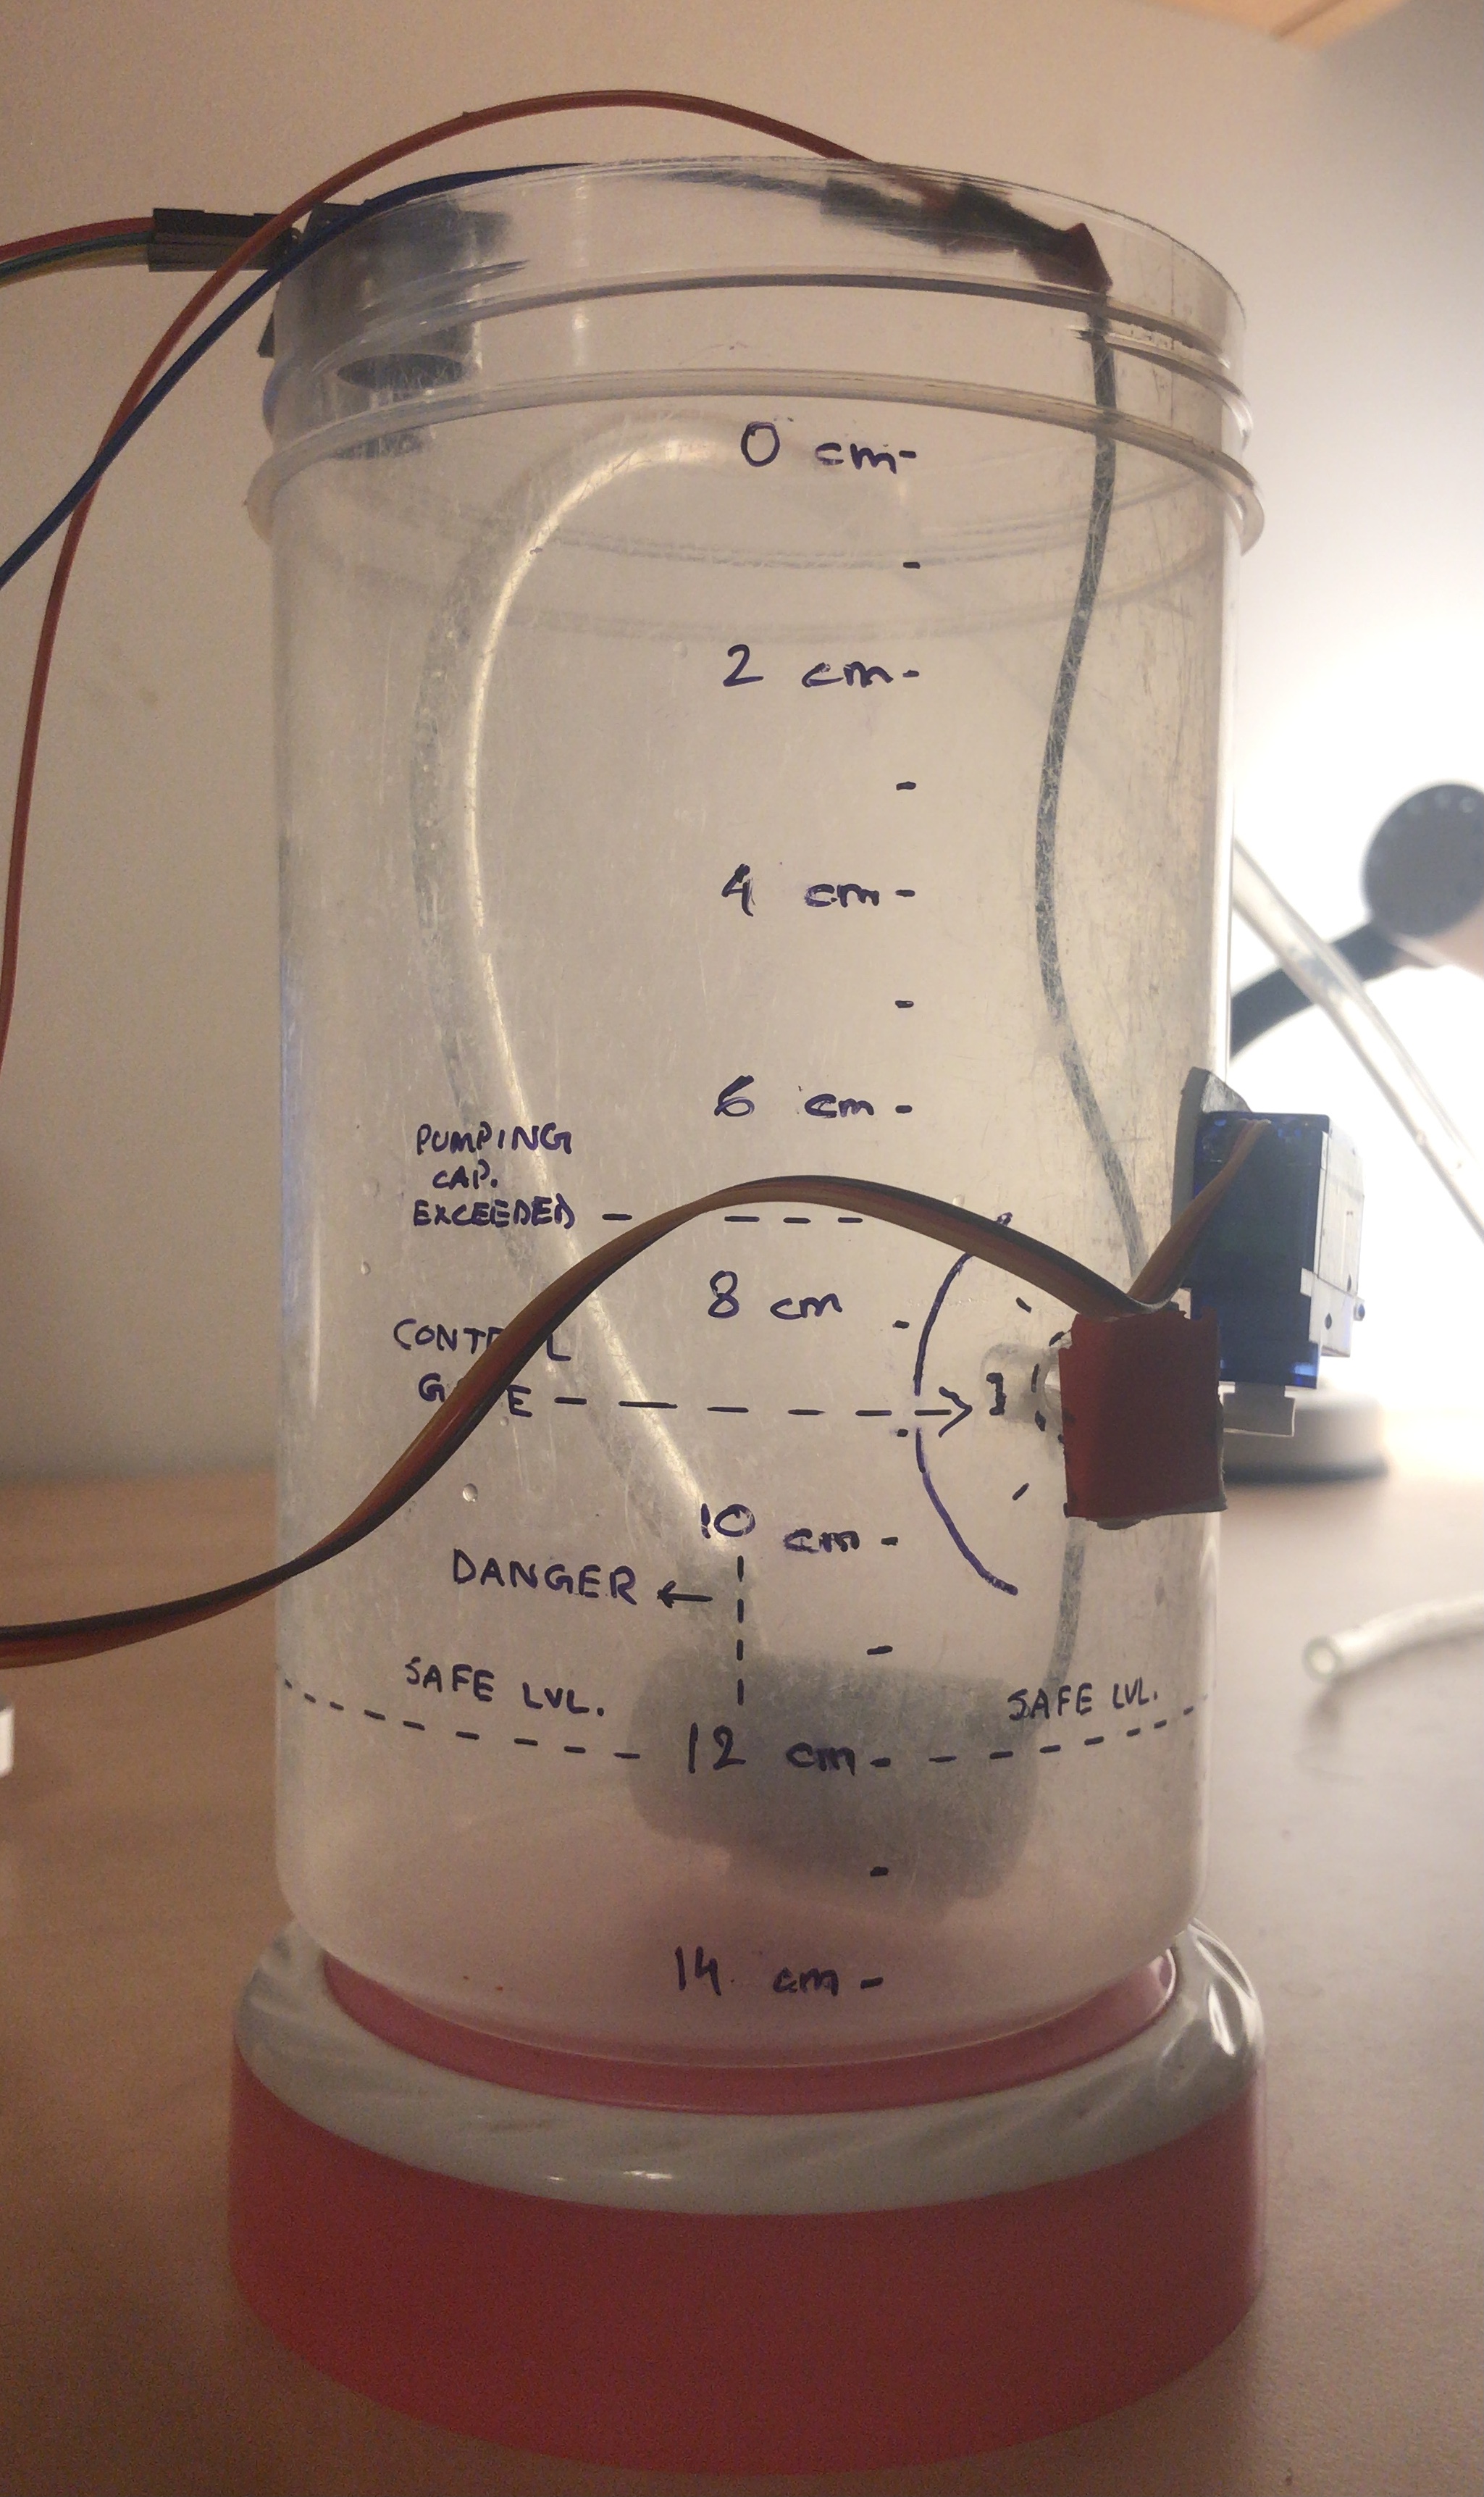 0 cm-
2 cm-
4 cm-
6 cm-
PUMPING
CAP.
EXCEEDED
8 cm
10 cm-
DANGER ←
SAFE LVL.
SAFE LVL.
12 cm-
14 cm-